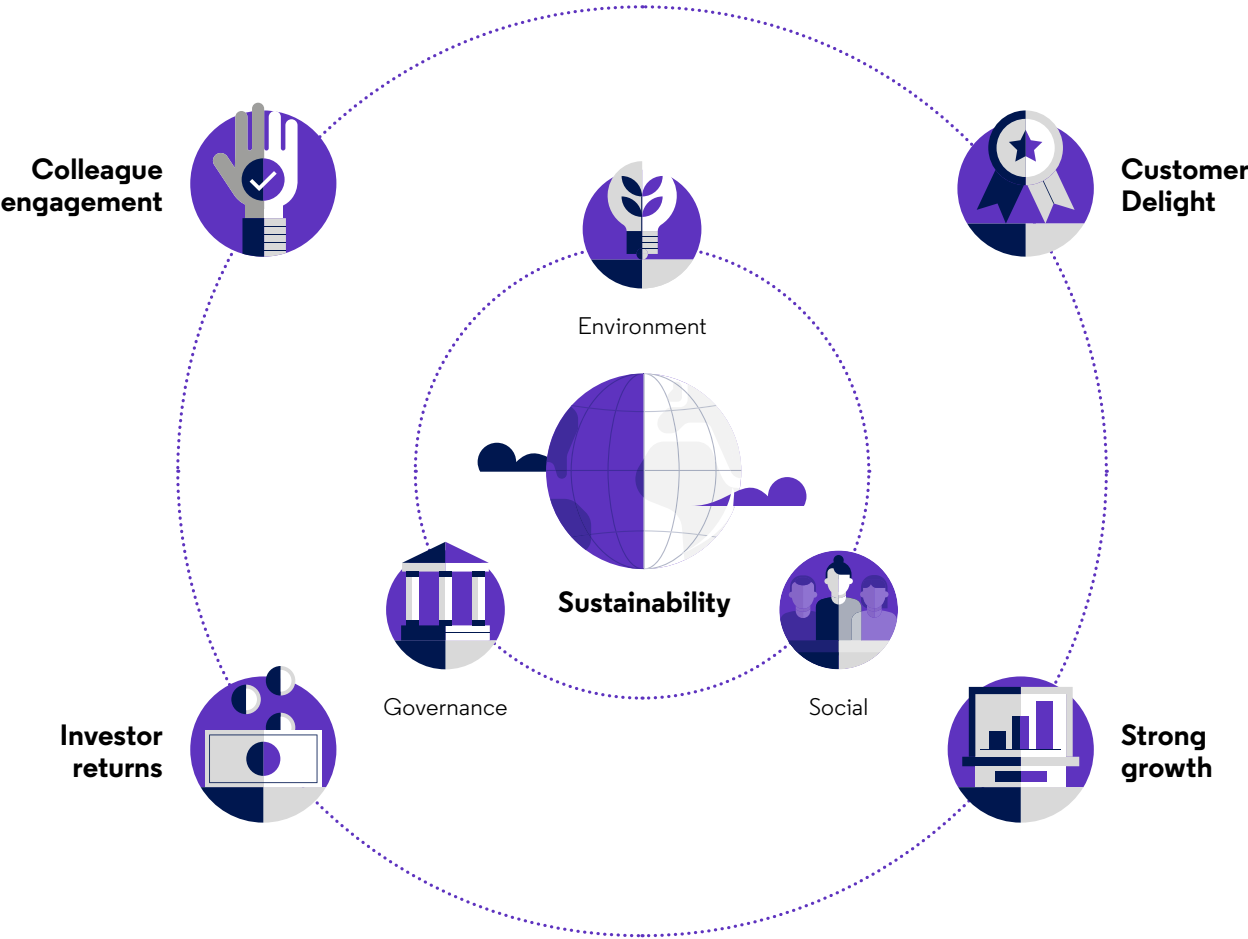 Colleague
engagement
Customer
Delight
Environment
Sustainability
Governance
Social
Investor
returns
Strong
growth